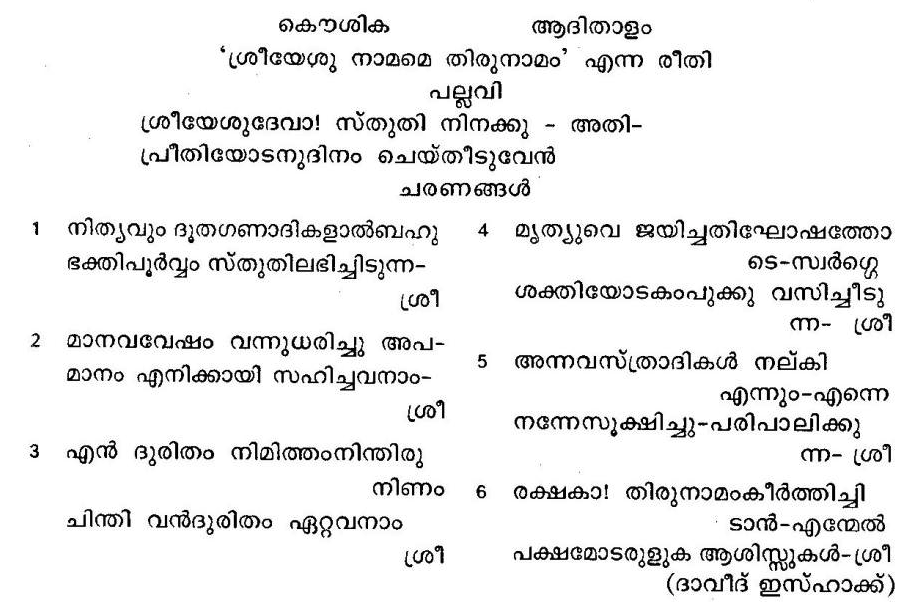 കൌശിക ആദിതാളം
‘ശ്രീയേശു നാമമെ തിരുനാമം’ എന്ന രീതി
പല്ലവി
ശ്രീയേശുദേവാ! സ്തുതി നിനക്കു – അതി–
പ്രീതിയോടനുദിനം ചെയ്തീടുവേൻ
ചരണങ്ങൾ
1 നിത്യവും ദൂതഗണാദികളാൽബഹു
ഭക്തിപൂർവ്വം സ്തുതിലഭിച്ചിടുന്ന–
ശ്രീ
2 മാനവവേഷം വന്നുധരിച്ചു അപ–
മാനം എനിക്കായി സഹിച്ചവനാം–
ശ്രീ
3 എൻ ദുരിതം നിമിത്തംനിന്തിരു
നിണം
ചിന്തി വൻദുരിതം ഏറ്റവനാം
ശ്രീ
4 മൃത്യുവെ ജയിച്ചതിഘോഷത്തോ
ടെ–സ്വർഗ്ഗെ
ശക്തിയോടകംപുക്കു വസിച്ചീടു
ന്ന– ശ്രീ
5 അന്നവസ്ത്രാദികൾ നല്കി
എന്നും–എന്നെ
നന്നേസൂക്ഷിച്ചു–പരിപാലിക്കു
ന്ന– ശ്രീ
6 രക്ഷകാ! തിരുനാമംകീർത്തിച്ചി
ടാൻ–എന്മേൽ
പക്ഷമോടരുളുക ആശിസ്സുകൾ–ശ്രീ
(ദാവീദ് ഇസ്ഹാക്ക്)